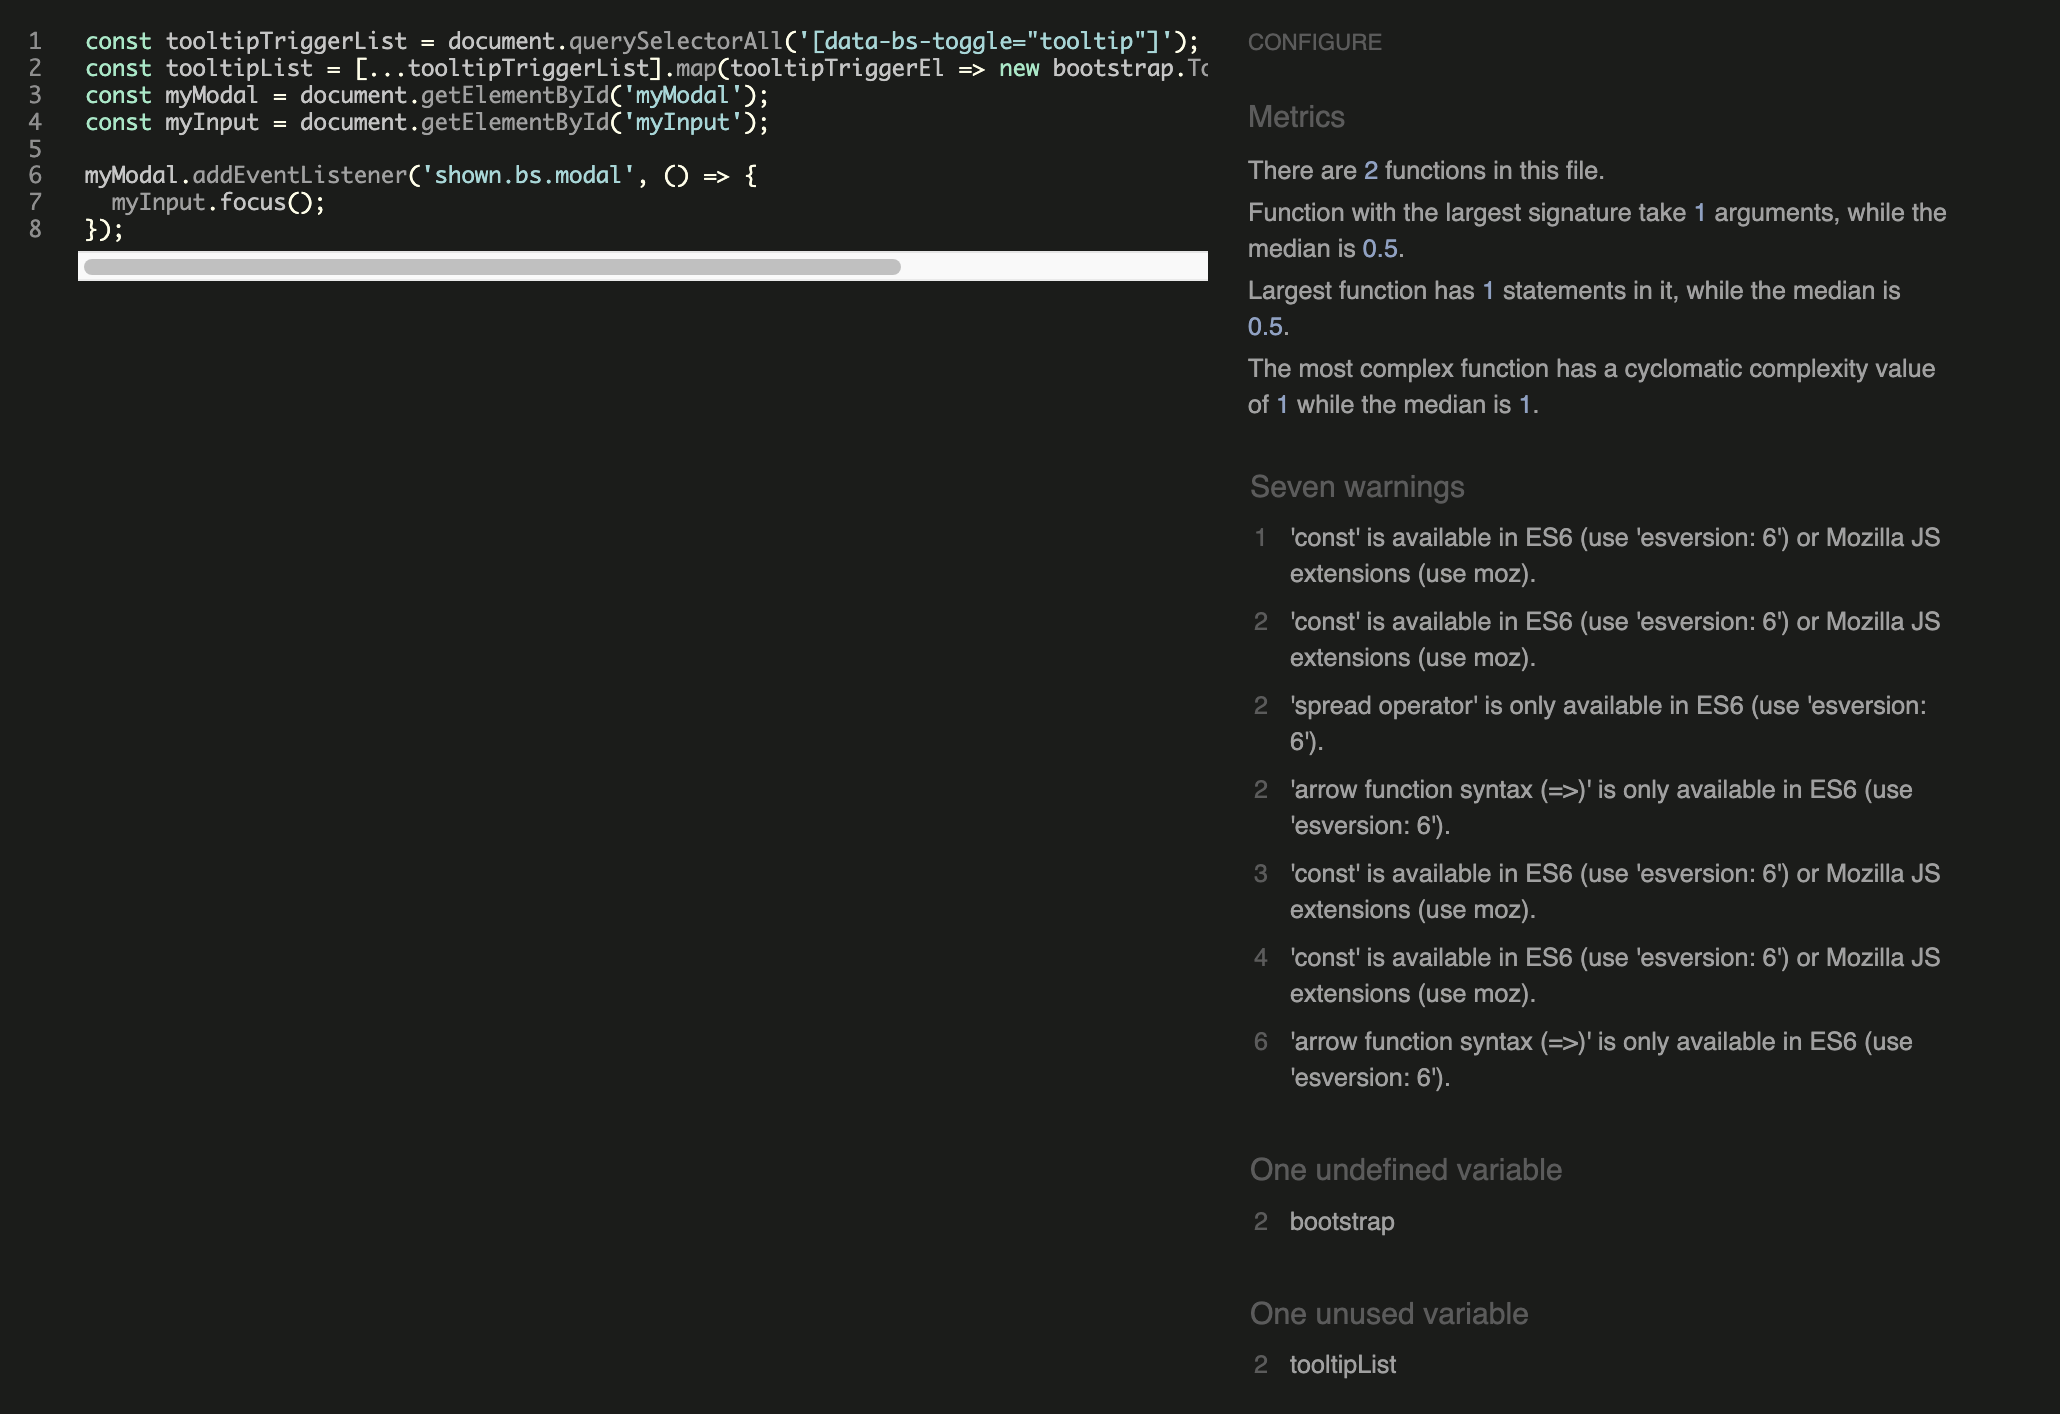 1 const tooltipTriggerList = document.querySelectorAll('[data-bs-toggle="tooltip"]');
2 const tooltipList = [...tooltipTriggerList].map(tooltipTriggerEl => new bootstrap.To
3 const myModal = document.getElementById('myModal');
4 const myInput = document.getElementById('myInput');
5
6 myModal.addEventListener('shown.bs.modal', () => {
7   myInput.focus();
8 });
CONFIGURE
Metrics
There are 2 functions in this file.
Function with the largest signature take 1 arguments, while the
median is 0.5.
Largest function has 1 statements in it, while the median is
0.5.
The most complex function has a cyclomatic complexity value
of 1 while the median is 1.
Seven warnings
1 'const' is available in ES6 (use 'esversion: 6') or Mozilla JS
extensions (use moz).
2 'const' is available in ES6 (use 'esversion: 6') or Mozilla JS
extensions (use moz).
2 'spread operator' is only available in ES6 (use 'esversion:
6').
2 'arrow function syntax (=>)' is only available in ES6 (use
'esversion: 6').
3 'const' is available in ES6 (use 'esversion: 6') or Mozilla JS
extensions (use moz).
4 'const' is available in ES6 (use 'esversion: 6') or Mozilla JS
extensions (use moz).
6 'arrow function syntax (=>)' is only available in ES6 (use
'esversion: 6').
One undefined variable
2 bootstrap
One unused variable
2 tooltipList